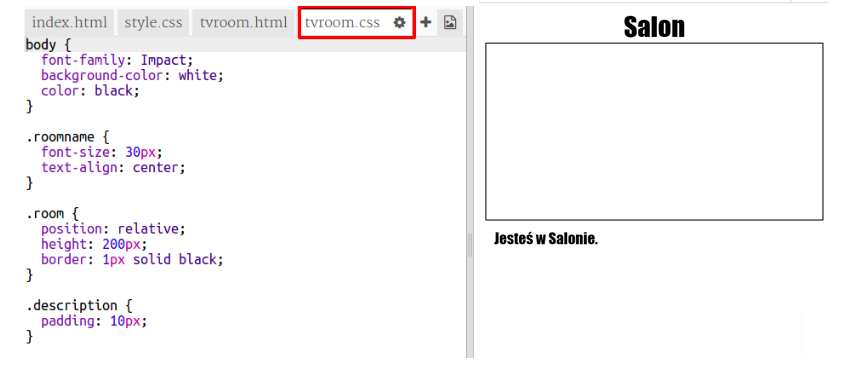 index.html style.css tvroom.html tvroom.css
body {
font-family: Impact;
background-color: white;
color: black;
}
.roomname {
font-size: 30px;
text-align: center;
}
.room {
position: relative;
height: 200px;
border: 1px solid black;
}
.description {
padding: 10px;
}
Salon
Jesteś w Salonie.